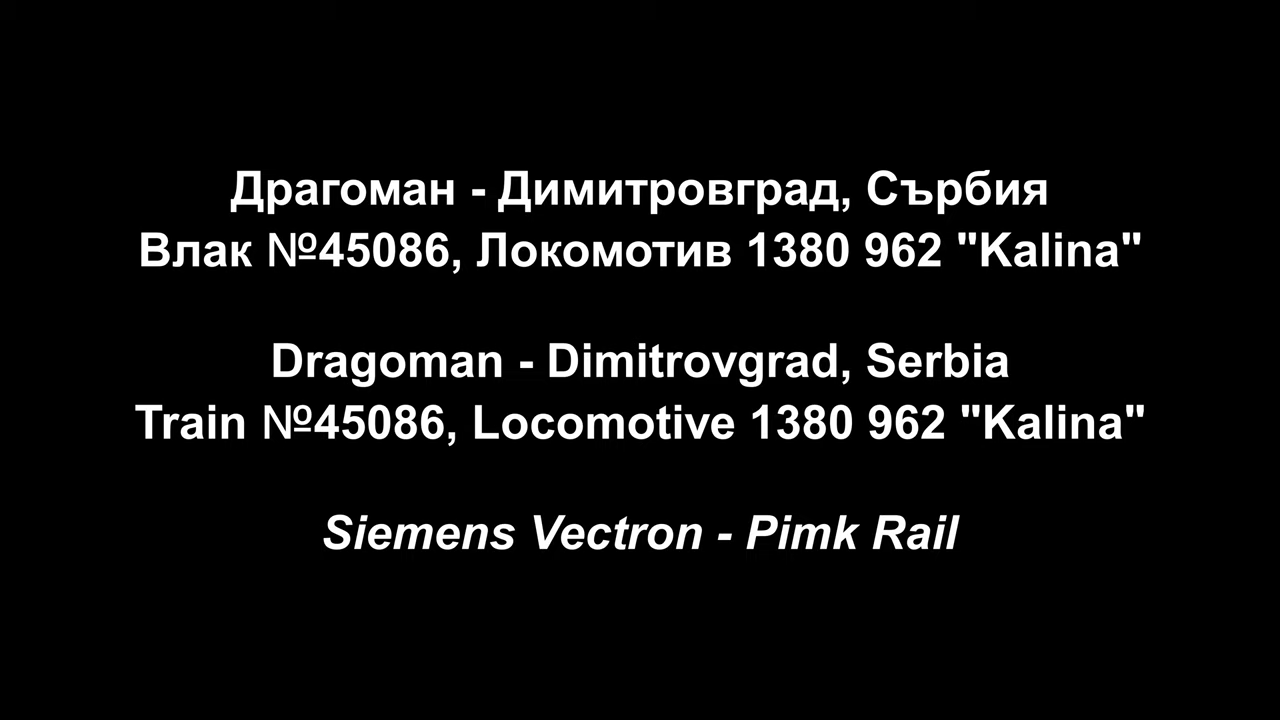 Драгоман - Димитровград, Сърбия
Влак №45086, Локомотив 1380 962 "Kalina"
Dragoman - Dimitrovgrad, Serbia
Train №45086, Locomotive 1380 962 "Kalina"
Siemens Vectron - Pimk Rail